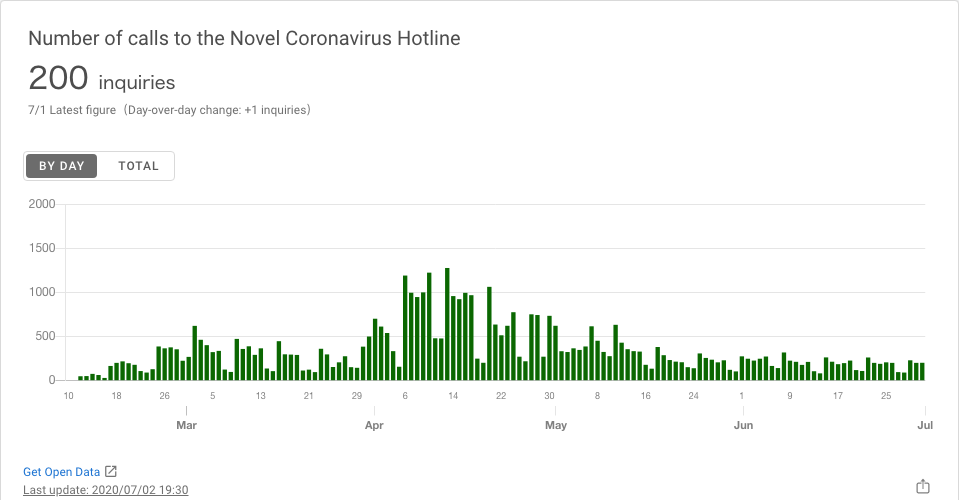 Number of calls to the Novel Coronavirus Hotline
200 inquiries
7/1 Latest figure（Day-over-day change: +1 inquiries）
BY DAY TOTAL
2000
1500
1000
500
0
10 18 26 5 13 21 29 6 14 22 30 8 16 24 1 9 17 25
Mar Apr May Jun Jul
Get Open Data
Last update: 2020/07/02 19:30